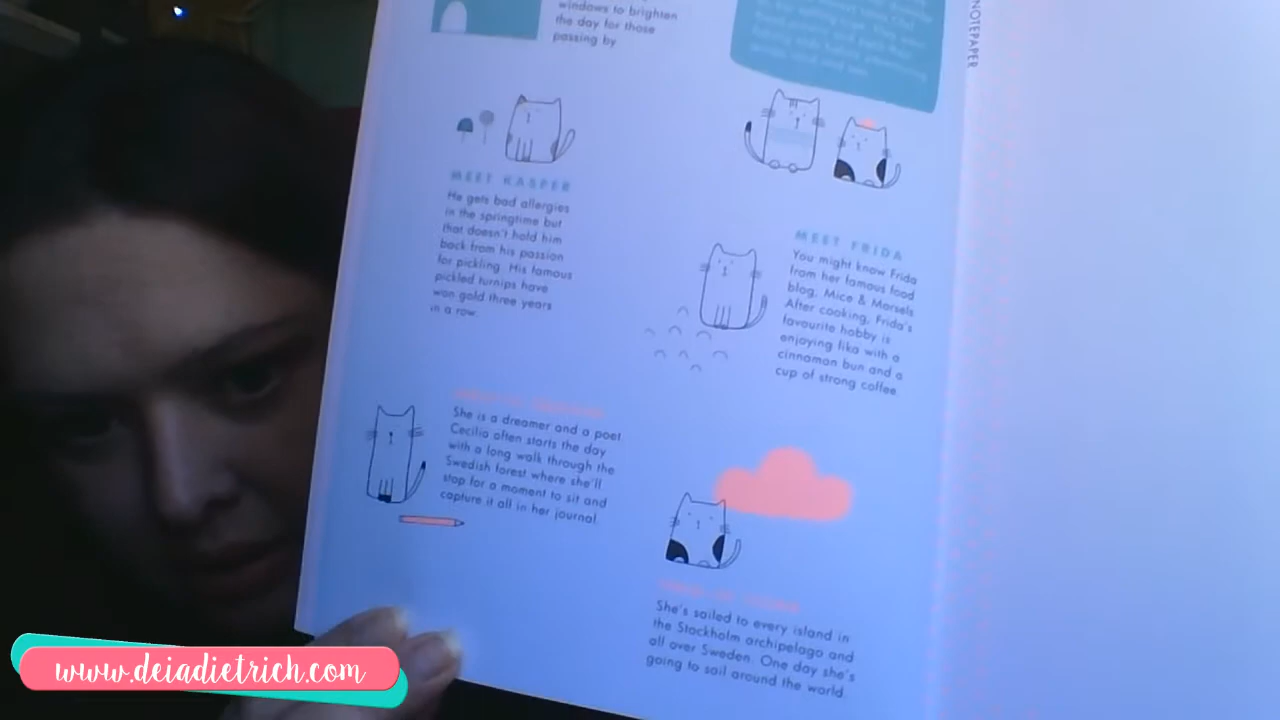 windows to brighten
the day for those
passing by
NOTEPAPER
MEET KASPER
He gets bad allergies
in the springtime but
that doesn't hold him
back from his passion
for pickling. His famous
pickled turnips have
won gold three years
in a row.
MEET FRIDA
You might know Frida
from her famous food
blog, Mice & Morsels.
After cooking, Frida's
favourite hobby is
enjoying fika with a
cinnamon bun and a
cup of strong coffee.
She is a dreamer and a poet.
Cecilia often starts the day
with a long walk through the
Swedish forest where she'll
stop for a moment to sit and
capture it all in her journal.
She's sailed to every island in
the Stockholm archipelago and
all over Sweden. One day she's
going to sail around the world.
www.deiadietrich.com